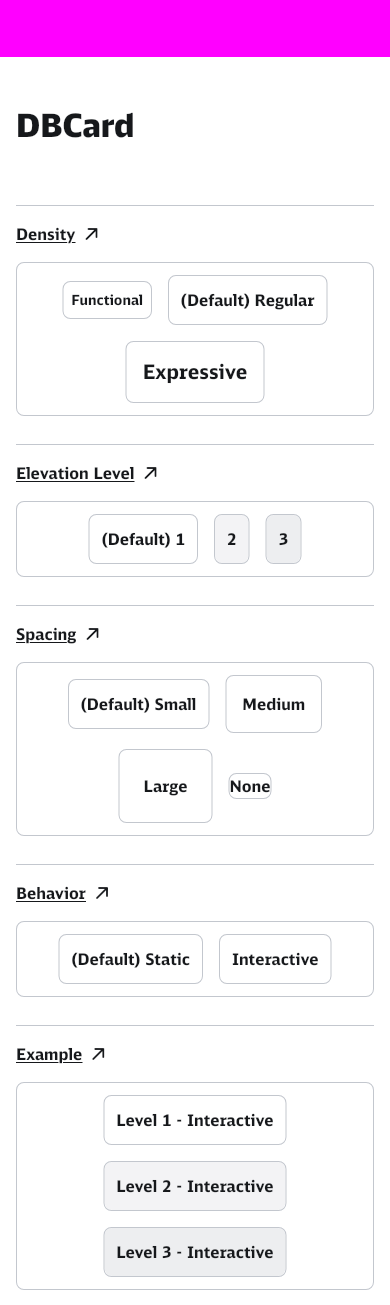 DBCard
Density
Functional
(Default) Regular
Expressive
Elevation Level
(Default) 1
2
3
Spacing
(Default) Small
Medium
Large
None
Behavior
(Default) Static
Interactive
Example
Level 1 - Interactive
Level 2 - Interactive
Level 3 - Interactive